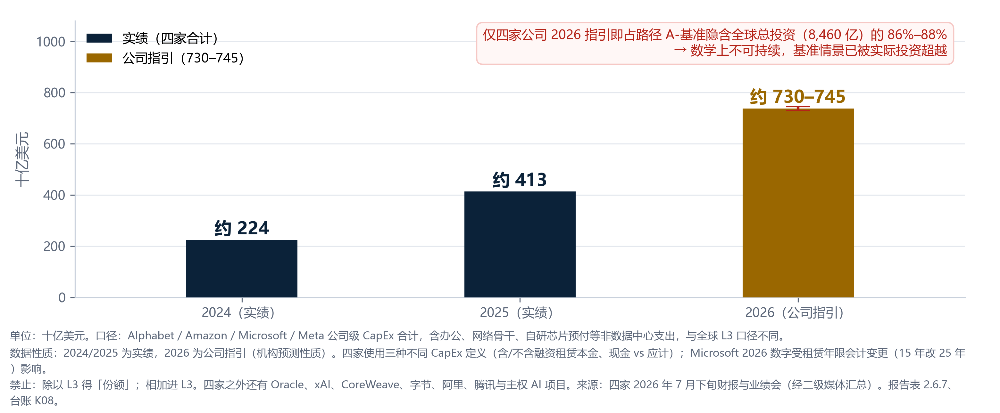 1000
800
600
400
200
0
十亿美元
实绩（四家合计）
公司指引（730–745）
仅四家公司 2026 指引即占路径 A-基准隐含全球总投资（8,460 亿）的 86%–88%
→ 数学上不可持续，基准情景已被实际投资超越
约 224
约 413
约 730–745
2024（实绩）
2025（实绩）
2026（公司指引）
单位：十亿美元。口径：Alphabet / Amazon / Microsoft / Meta 公司级 CapEx 合计，含办公、网络骨干、自研芯片预付等非数据中心支出，与全球 L3 口径不同。
数据性质：2024/2025 为实绩，2026 为公司指引（机构预测性质）。四家使用三种不同 CapEx 定义（含/不含融资租赁本金、现金 vs 应计）；Microsoft 2026 数字受租赁年限会计变更（15 年改 25 年
）影响。
禁止：除以 L3 得「份额」；相加进 L3。四家之外还有 Oracle、xAI、CoreWeave、字节、阿里、腾讯与主权 AI 项目。来源：四家 2026 年 7 月下旬财报与业绩会（经二级媒体汇总）。报告表 2.6.7、
台账 K08。